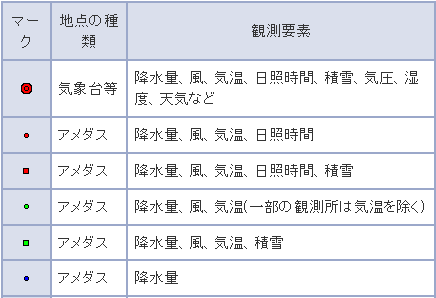 マーク
地点の種類
観測要素
気象台等
降水量、風、気温、日照時間、積雪、気圧、湿
度、天気など
アメダス
降水量、風、気温、日照時間
アメダス
降水量、風、気温、日照時間、積雪
アメダス
降水量、風、気温(一部の観測所は気温を除く)
アメダス
降水量、風、気温、積雪
アメダス
降水量